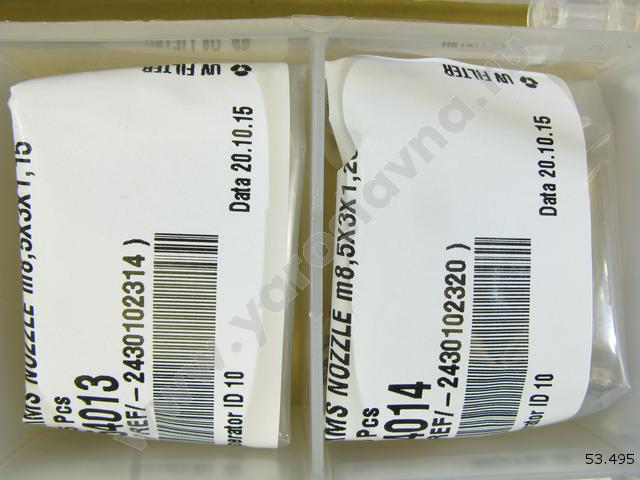 UV FILTER
Data 20.10.15
MS NOZZLE m8,5X3X1,15
Pcs
4013
REF/-2430102314 )
erator ID 10
UV FILTER
Data 20.10.15
MS NOZZLE m8,5X3X1,2
Pcs
4014
REF/-2430102320 )
erator ID 10
www.yaroslavna.ru
53.495